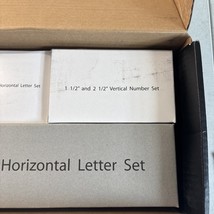 Horizontal Letter Set
1 1/2" and 2 1/2" Vertical Number Set
Horizontal Letter Set